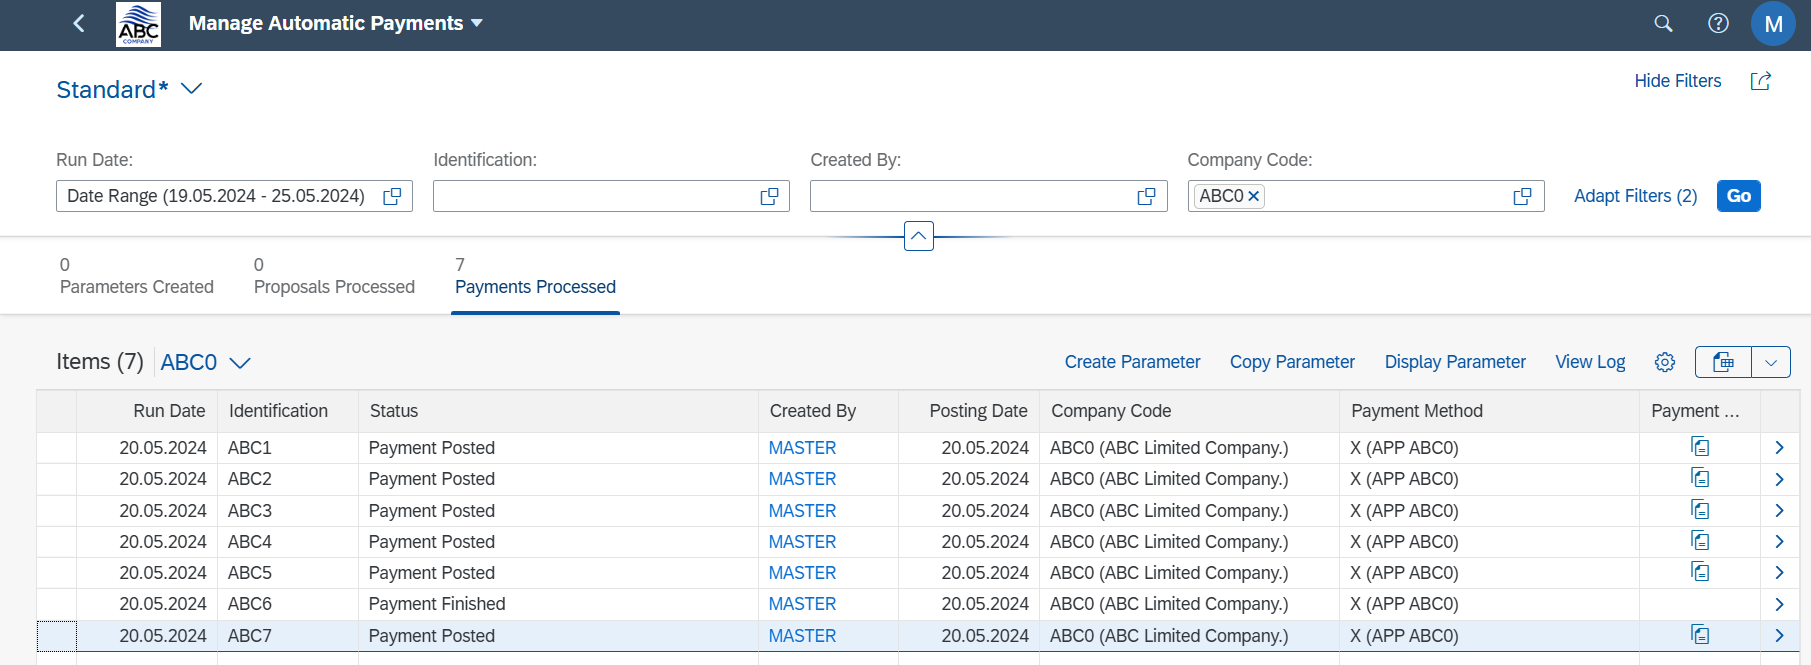 ABC COMPANY Manage Automatic Payments M
Standard* Hide Filters
Run Date: Identification: Created By: Company Code:
Date Range (19.05.2024 - 25.05.2024) ABC0 Adapt Filters (2) Go
0 0 7
Parameters Created Proposals Processed Payments Processed
Items (7) ABC0 Create Parameter Copy Parameter Display Parameter View Log
Run Date Identification Status Created By Posting Date Company Code Payment Method Payment ...
20.05.2024 ABC1 Payment Posted MASTER 20.05.2024 ABC0 (ABC Limited Company.) X (APP ABC0)
20.05.2024 ABC2 Payment Posted MASTER 20.05.2024 ABC0 (ABC Limited Company.) X (APP ABC0)
20.05.2024 ABC3 Payment Posted MASTER 20.05.2024 ABC0 (ABC Limited Company.) X (APP ABC0)
20.05.2024 ABC4 Payment Posted MASTER 20.05.2024 ABC0 (ABC Limited Company.) X (APP ABC0)
20.05.2024 ABC5 Payment Posted MASTER 20.05.2024 ABC0 (ABC Limited Company.) X (APP ABC0)
20.05.2024 ABC6 Payment Finished MASTER 20.05.2024 ABC0 (ABC Limited Company.) X (APP ABC0)
20.05.2024 ABC7 Payment Posted MASTER 20.05.2024 ABC0 (ABC Limited Company.) X (APP ABC0)